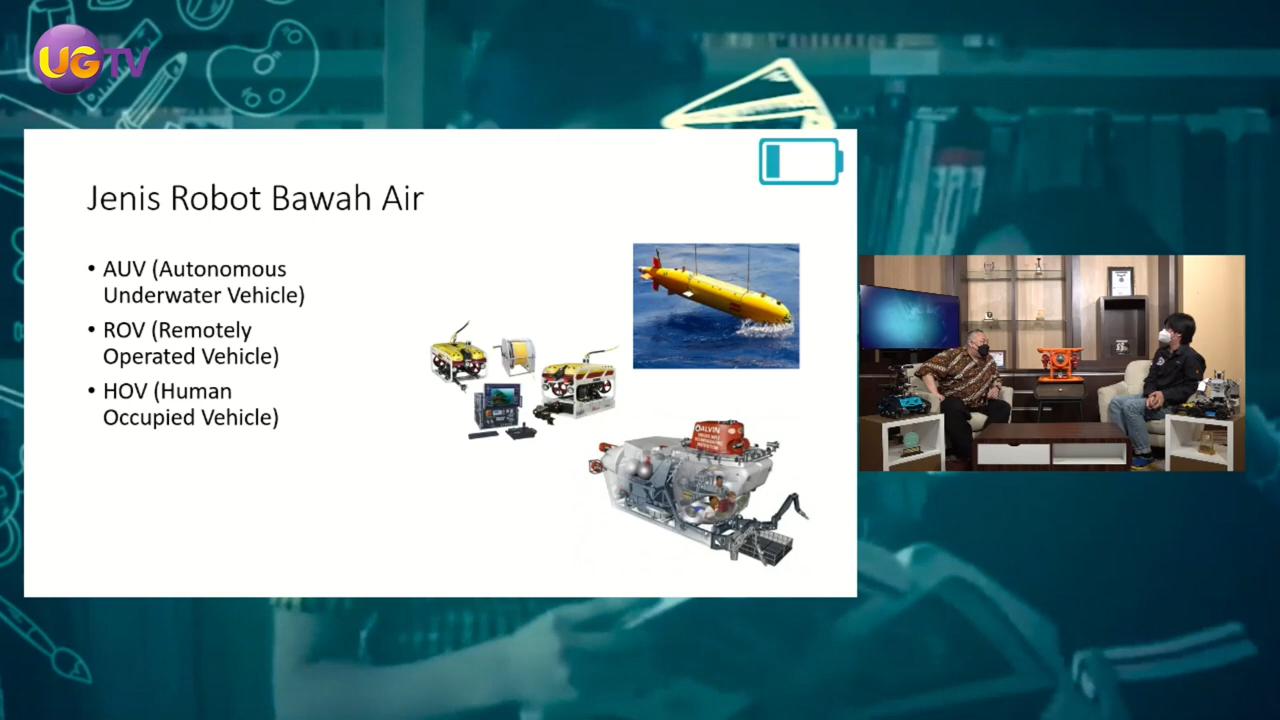 UGTV
Jenis Robot Bawah Air
• AUV (Autonomous
Underwater Vehicle)
• ROV (Remotely
Operated Vehicle)
• HOV (Human
Occupied Vehicle)
ALVIN